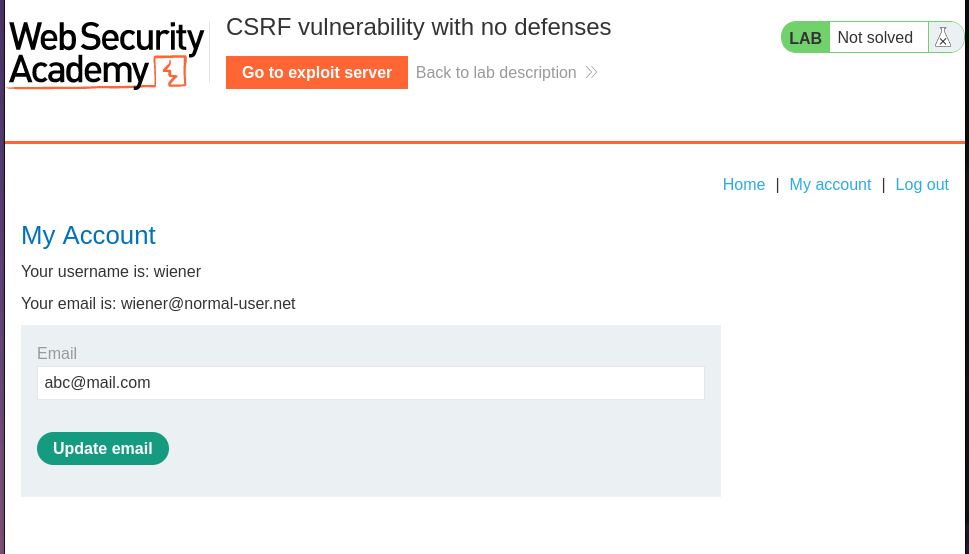 Web Security
Academy
CSRF vulnerability with no defenses
Go to exploit server
Back to lab description
LAB
Not solved
Home | My account | Log out
My Account
Your username is: wiener
Your email is: wiener@normal-user.net
Email
abc@mail.com
Update email